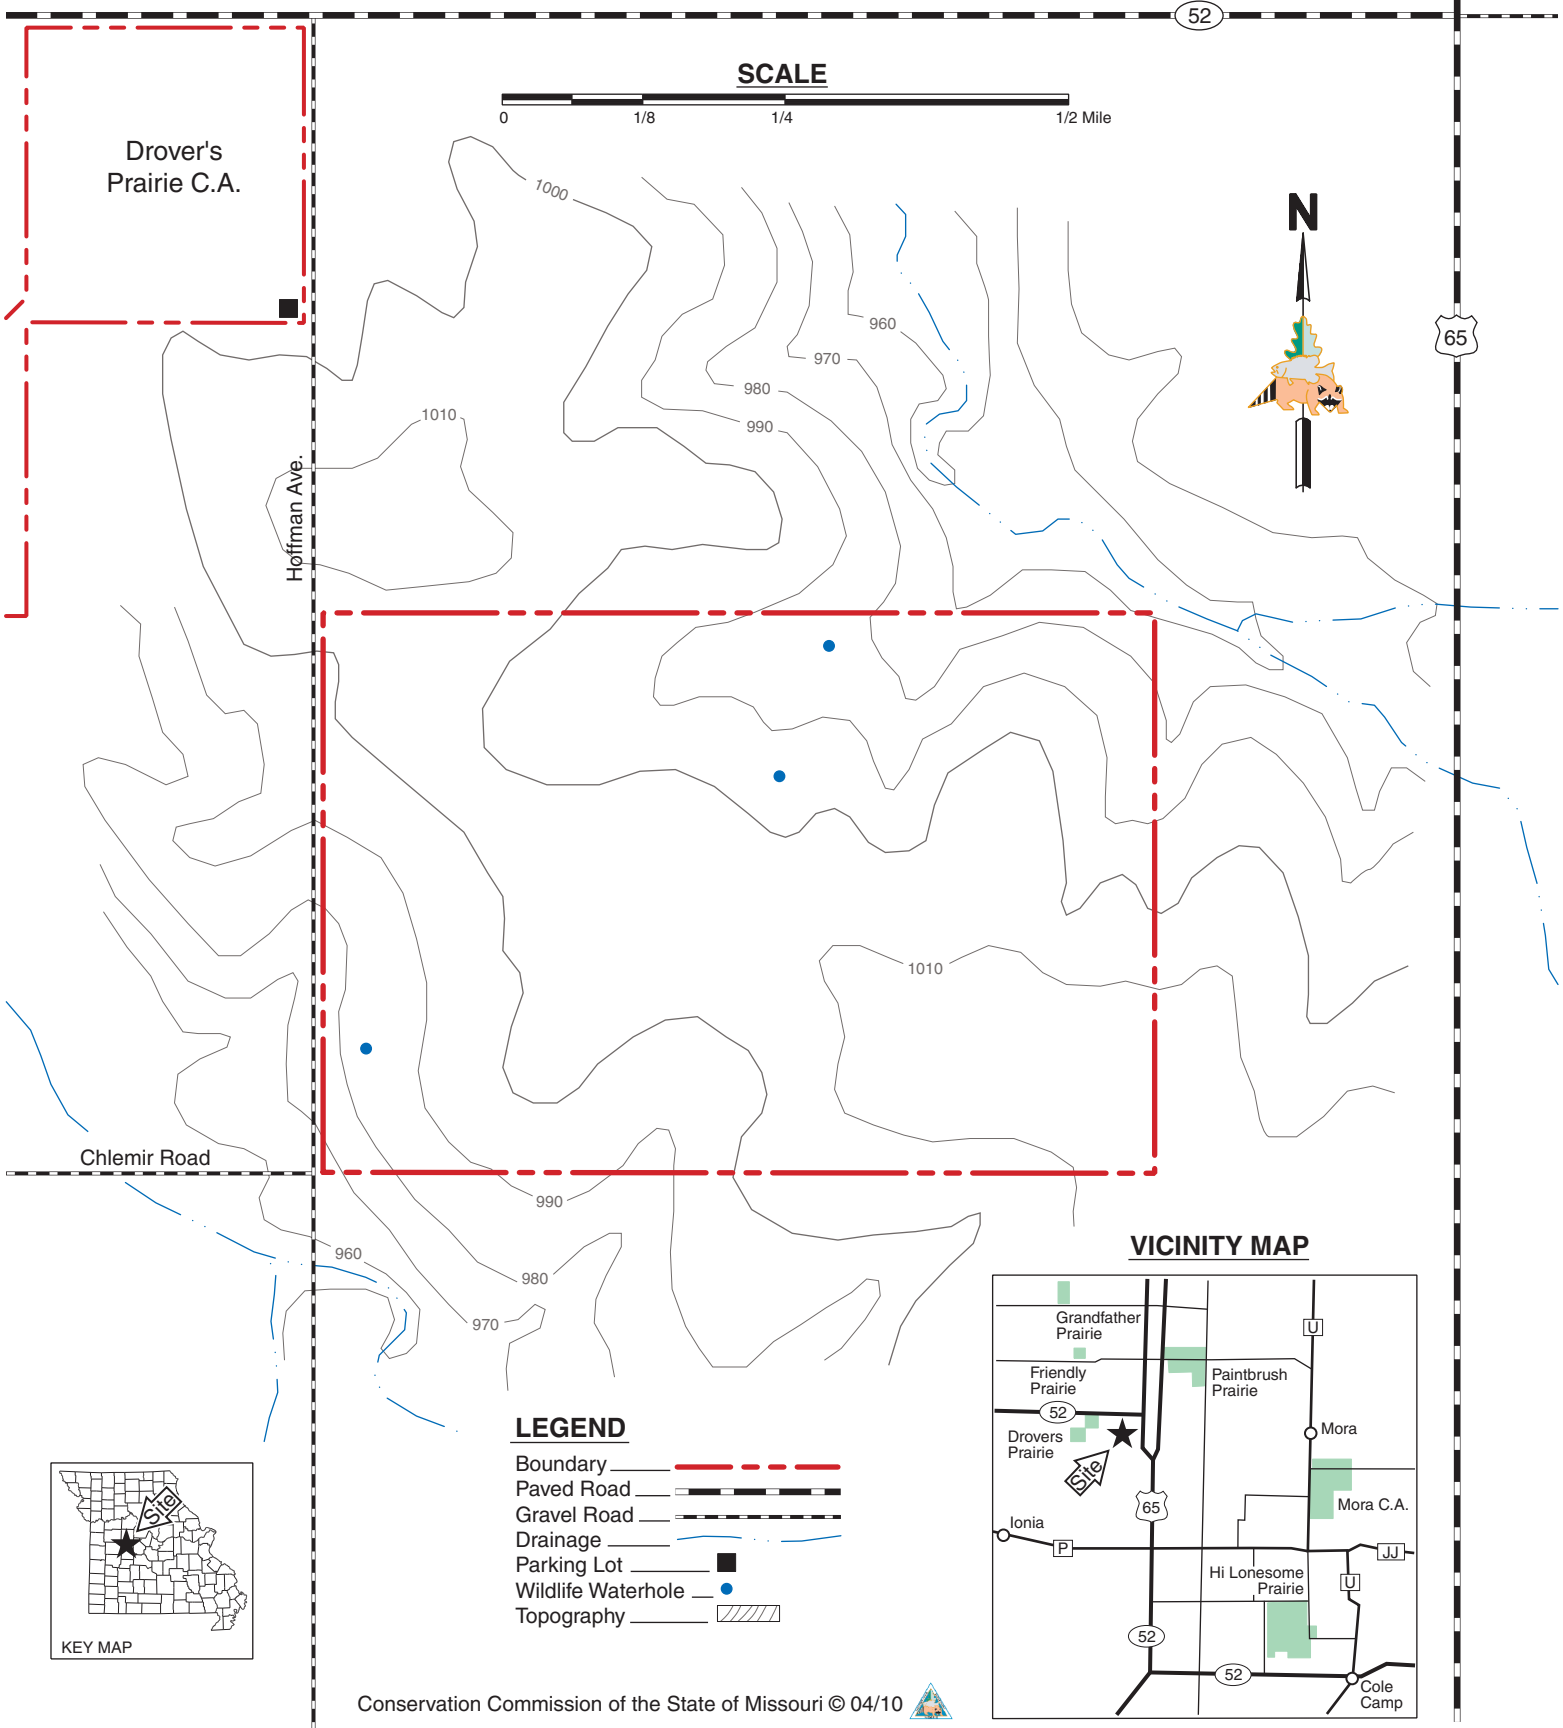 52
SCALE
0 1/8 1/4 1/2 Mile
Drover's
Prairie C.A.
1000
N
960
65
970
980
990
1010
Hoffman Ave.
1010
Chlemir Road
990
960
980
970
VICINITY MAP
Grandfather
Prairie
U
Friendly
Prairie
Paintbrush
Prairie
52
Drovers
Prairie
Mora
Site
65
Mora C.A.
Ionia
P
JJ
Hi Lonesome
Prairie
U
52
52
Cole
Camp
LEGEND
Boundary
Paved Road
Gravel Road
Drainage
Parking Lot
Wildlife Waterhole
Topography
Site
KEY MAP
Conservation Commission of the State of Missouri © 04/10